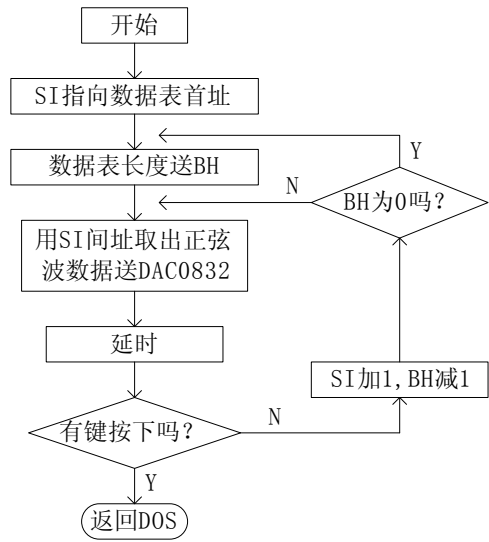 开始
SI指向数据表首址
数据表长度送BH
用SI间址取出正弦
波数据送DAC0832
延时
有键按下吗?
Y
返回DOS
N
SI加1,BH减1
BH为0吗?
N
Y